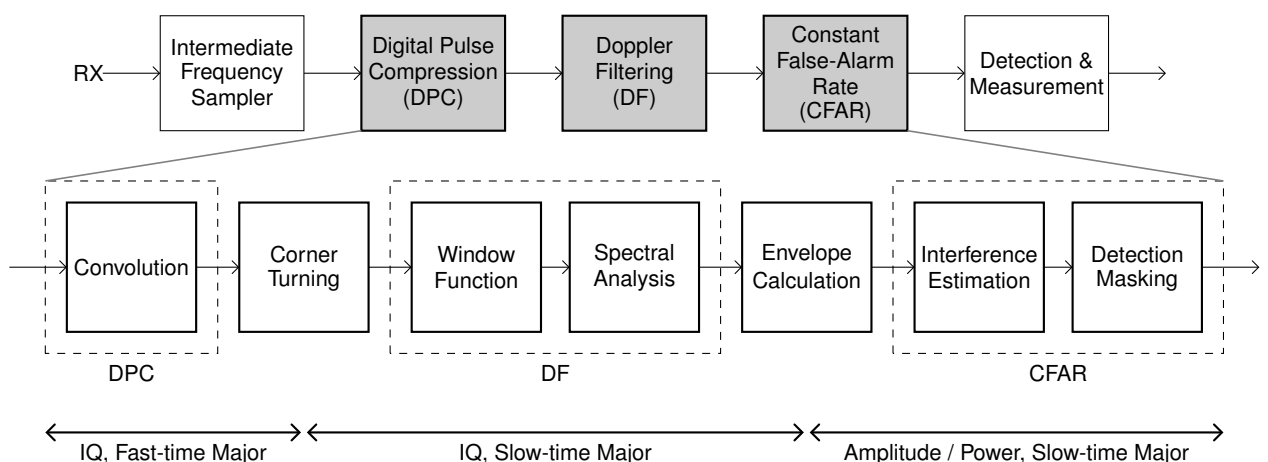 RX
Intermediate
Frequency
Sampler
Digital Pulse
Compression
(DPC)
Doppler
Filtering
(DF)
Constant
False-Alarm
Rate
(CFAR)
Detection &
Measurement
Convolution
Corner
Turning
Window
Function
Spectral
Analysis
Envelope
Calculation
Interference
Estimation
Detection
Masking
DPC
DF
CFAR
IQ, Fast-time Major
IQ, Slow-time Major
Amplitude / Power, Slow-time Major